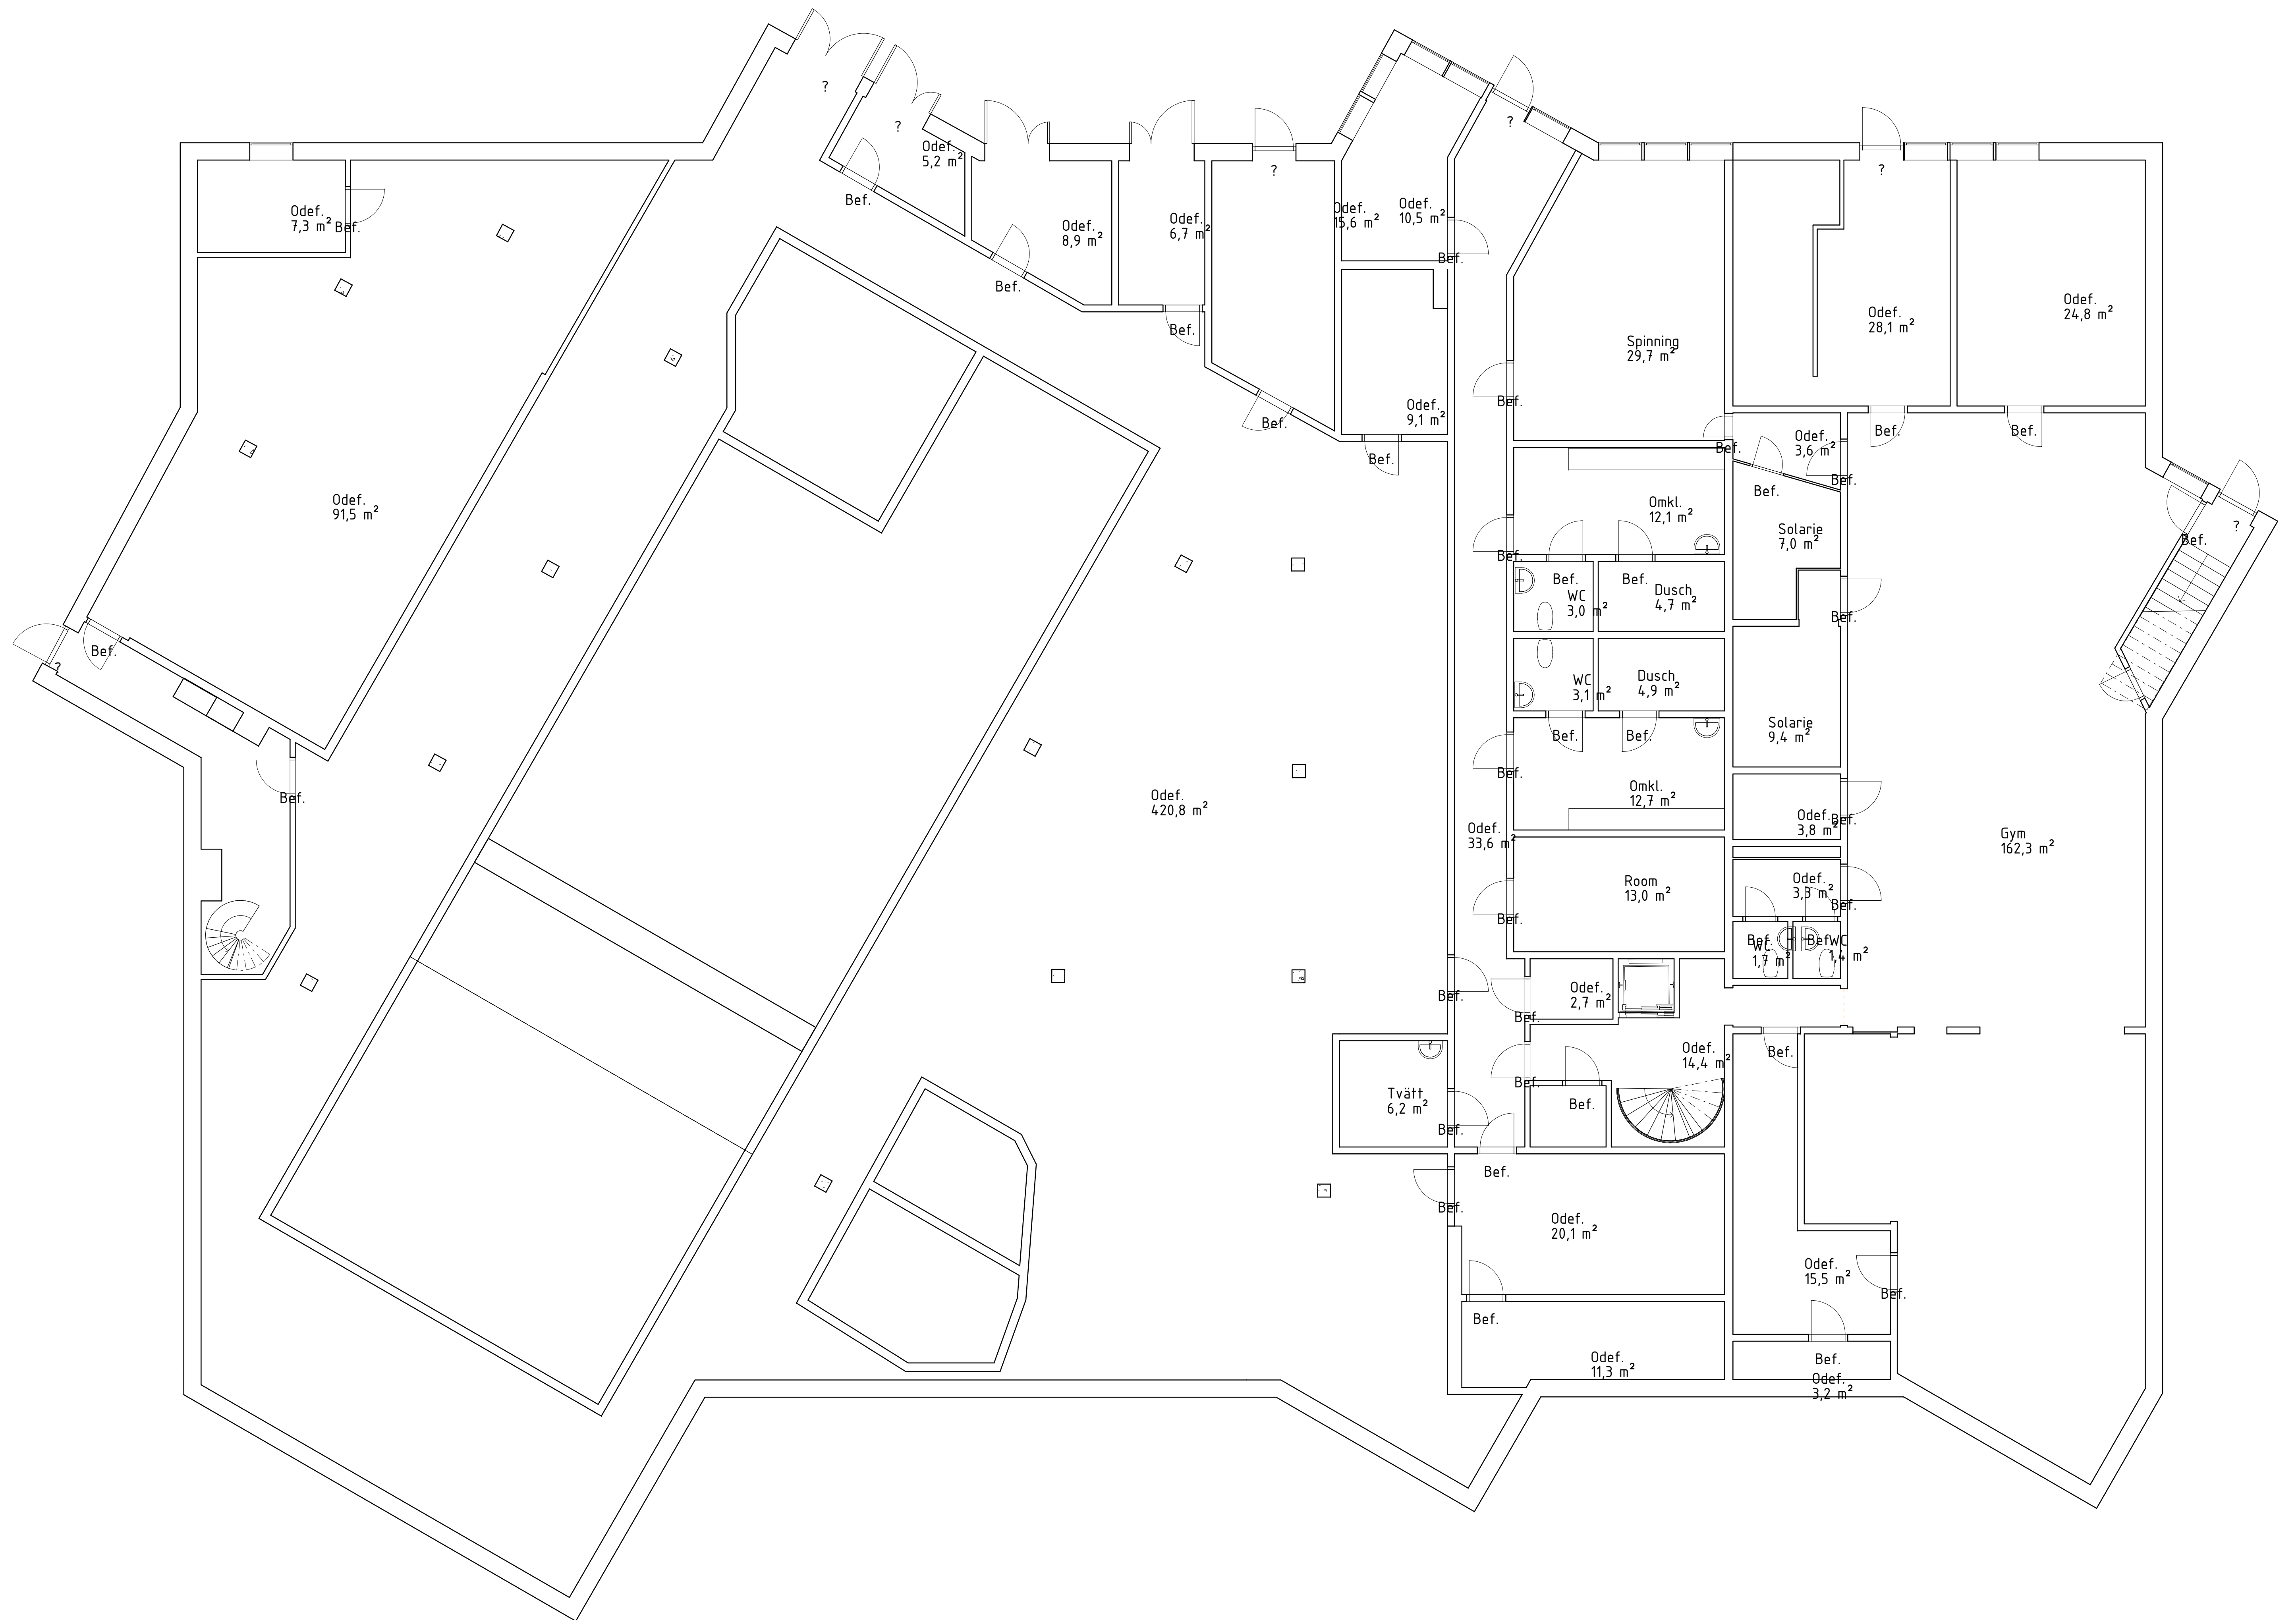 ?
?
Odef.
5,2 m²
Bef.
?
?
?
Odef.
7,3 m²
Bef.
Odef.
8,9 m²
Bef.
Odef.
6,7 m²
Bef.
Odef.
15,6 m²
Bef.
Odef.
10,5 m²
Bef.
Odef.
9,1 m²
Bef.
Spinning
29,7 m²
Bef.
Odef.
28,1 m²
Bef.
Odef.
24,8 m²
Bef.
Bef.
Odef.
3,6 m²
Bef.
Bef.
Odef.
91,5 m²
Omkl.
12,1 m²
Bef.
Solarie
7,0 m²
?
Bef.
Bef.
Bef.
WC
3,0 m²
Dusch
4,7 m²
Bef.
?
Bef.
WC
3,1 m²
Dusch
4,9 m²
Bef.
Bef.
Solarie
9,4 m²
Bef.
Bef.
Omkl.
12,7 m²
Odef.
420,8 m²
Odef.
33,6 m²
Odef.
3,8 m²
Bef.
Gym
162,3 m²
Room
13,0 m²
Bef.
Odef.
3,3 m²
Bef.
Bef.
WC
1,7 m²
Bef.
WC
1,4 m²
Bef.
Odef.
2,7 m²
Bef.
Odef.
14,4 m²
Bef.
Bef.
Tvätt
6,2 m²
Bef.
Bef.
Bef.
Bef.
Odef.
20,1 m²
Odef.
15,5 m²
Bef.
Bef.
Odef.
11,3 m²
Bef.
Odef.
3,2 m²